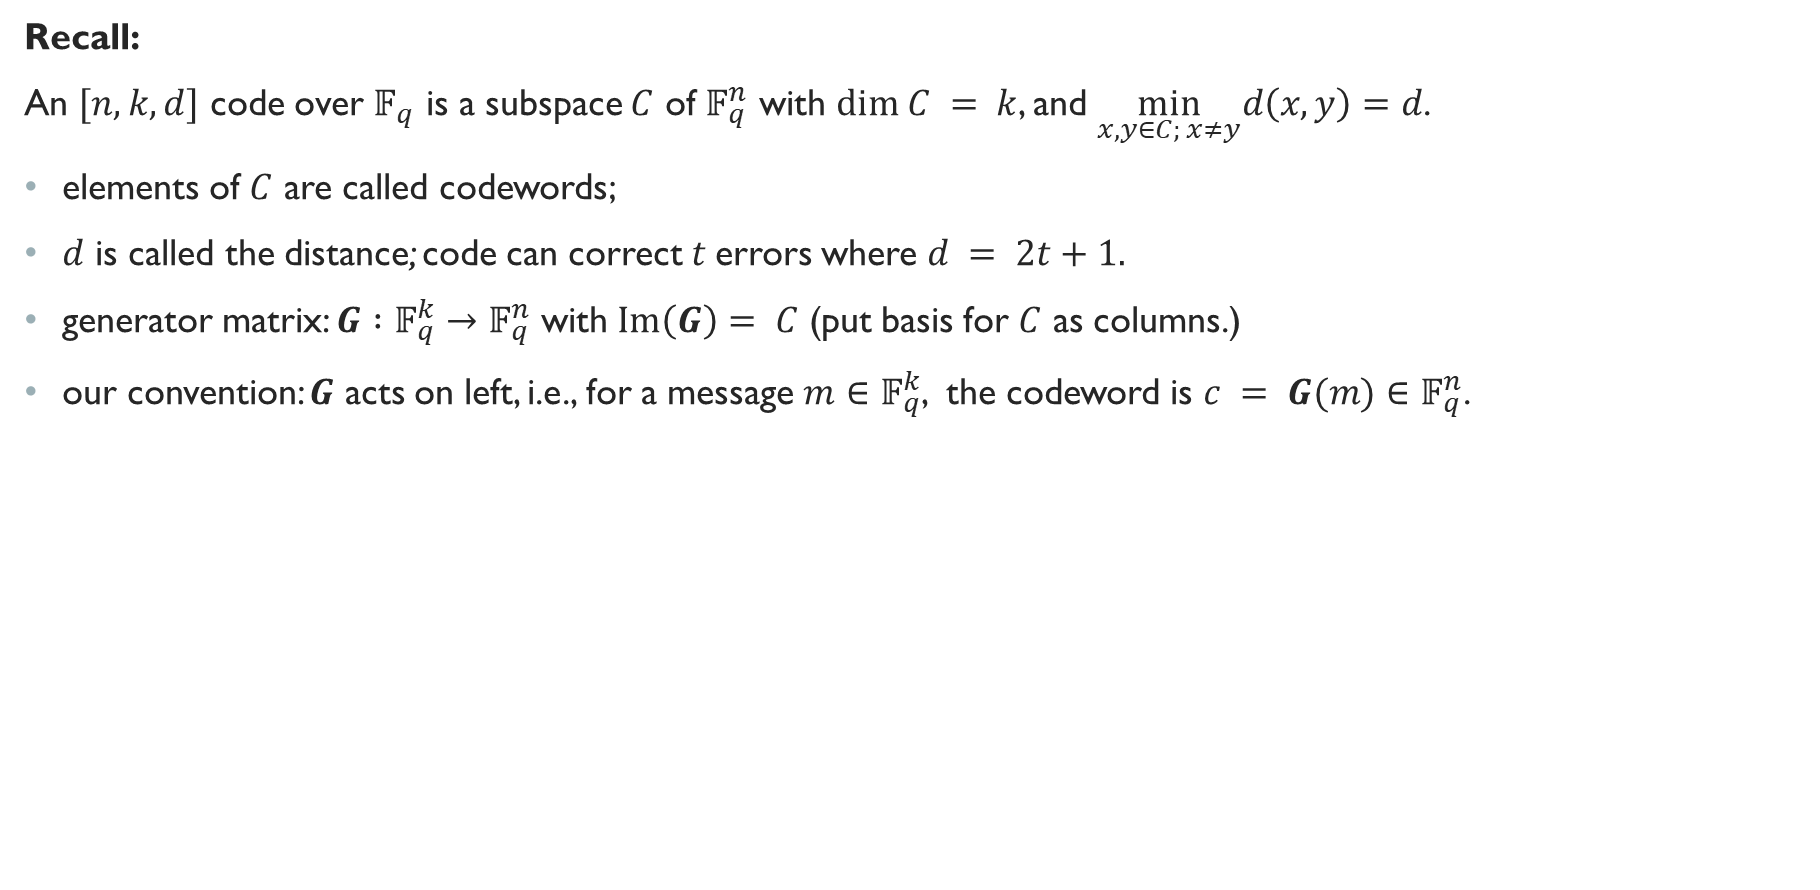 Recall:
An [n, k, d] code over 𝔽_q is a subspace C of 𝔽_q^n with dim C = k, and min_{x,y∈C; x≠y} d(x, y) = d.
• elements of C are called codewords;
• d is called the distance; code can correct t errors where d = 2t + 1.
• generator matrix: G : 𝔽_q^k → 𝔽_q^n with Im(G) = C (put basis for C as columns.)
• our convention: G acts on left, i.e., for a message m ∈ 𝔽_q^k, the codeword is c = G(m) ∈ 𝔽_q^n.